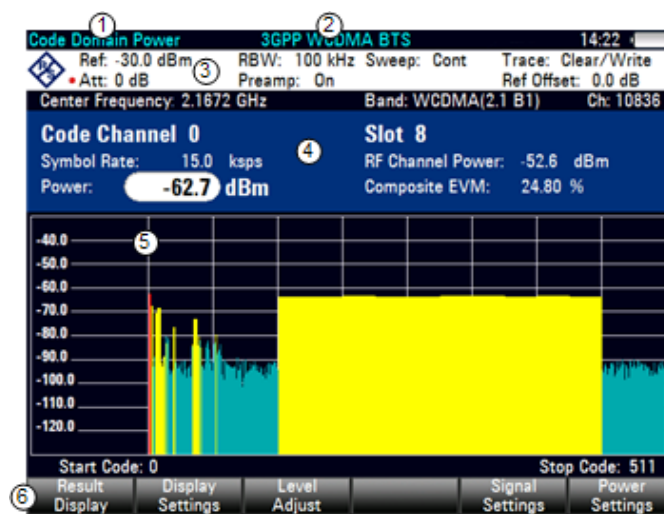 1 2
Code Domain Power 3GPP WCDMA BTS 14:22
Ref: -30.0 dBm 3 RBW: 100 kHz Sweep: Cont Trace: Clear/Write
• Att: 0 dB Preamp: On Ref Offset: 0.0 dB
Center Frequency: 2.1672 GHz Band: WCDMA(2.1 B1) Ch: 10836
Code Channel 0 Slot 8
Symbol Rate: 15.0 ksps 4 RF Channel Power: -52.6 dBm
Power: -62.7 dBm Composite EVM: 24.80 %
5
-40.0
-50.0
-60.0
-70.0
-80.0
-90.0
-100.0
-110.0
-120.0
Start Code: 0 Stop Code: 511
6
Result Display Level Signal Power
Display Settings Adjust Settings Settings